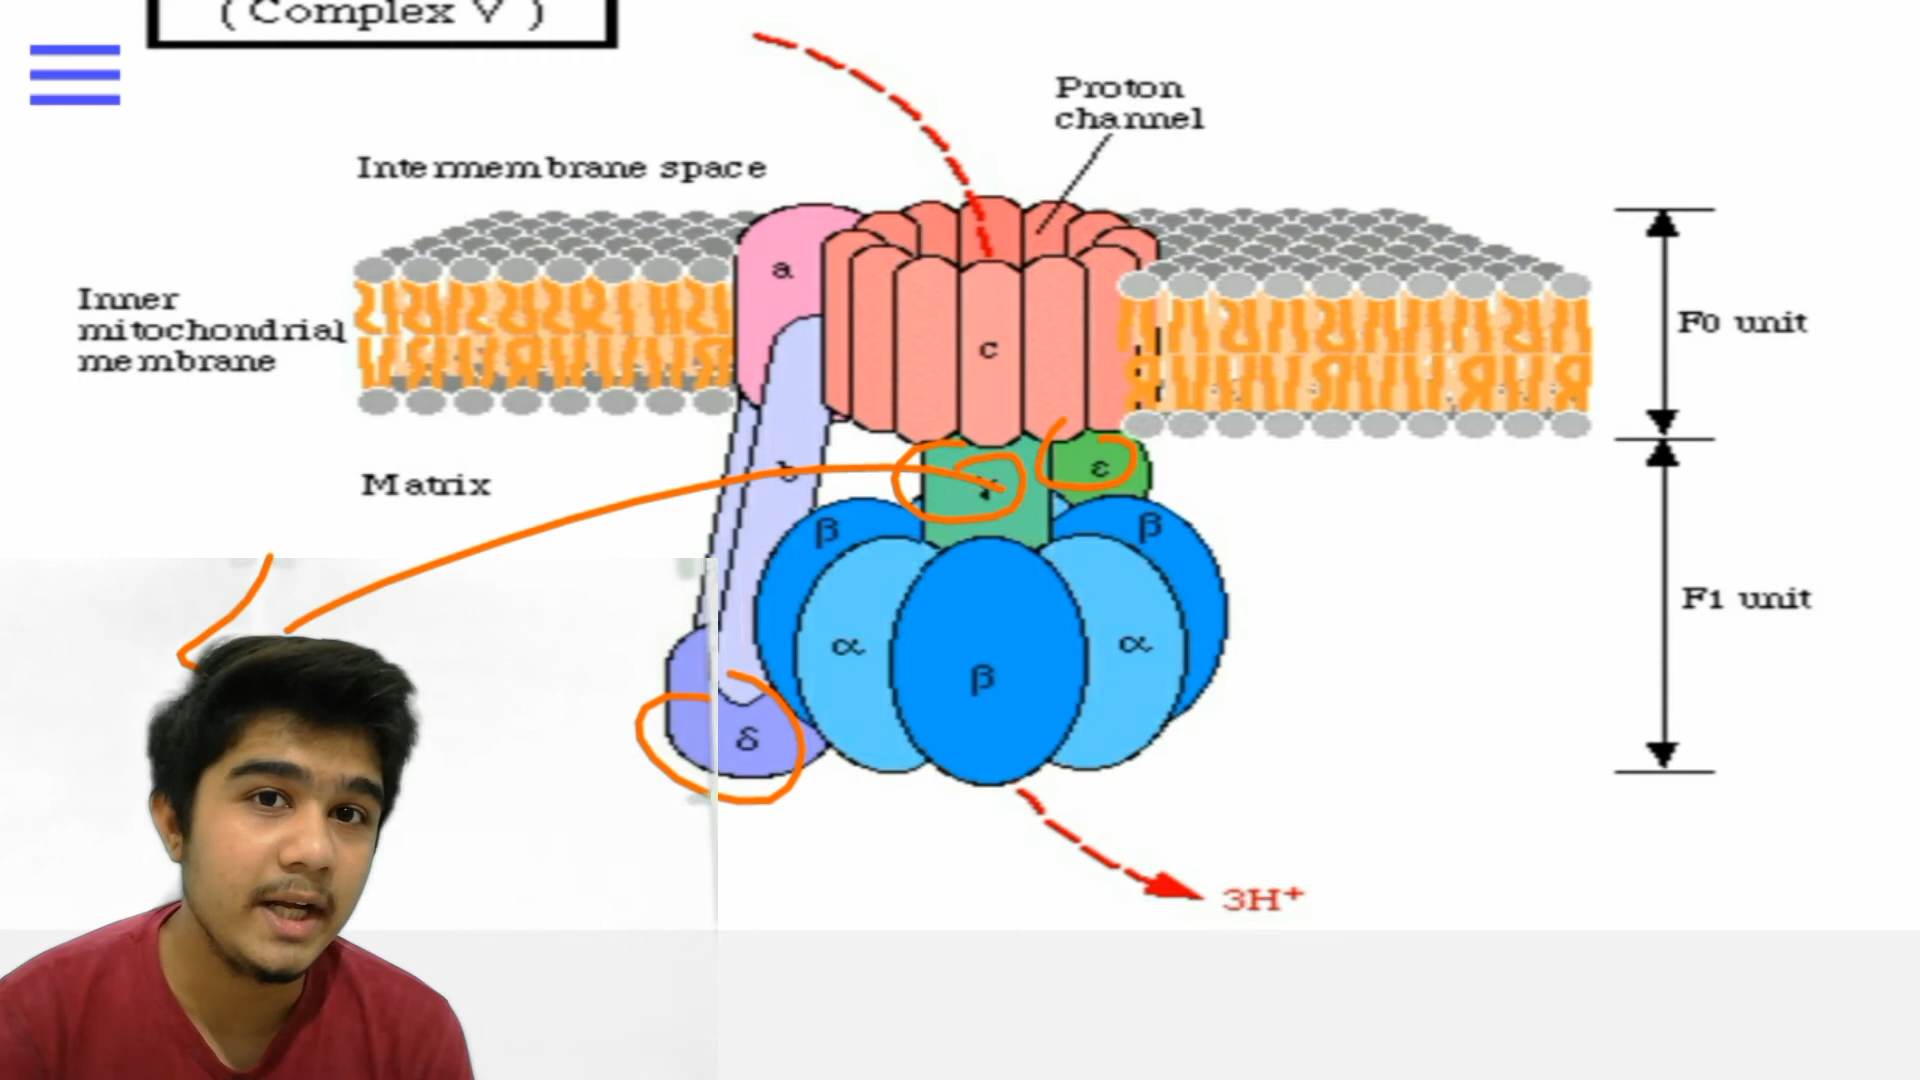 ( Complex V )
Proton
channel
Intermembrane space
a
Inner
mitochondrial
membrane
c
F0 unit
Matrix
b
ε
β
β
F1 unit
α
β
α
δ
3H⁺